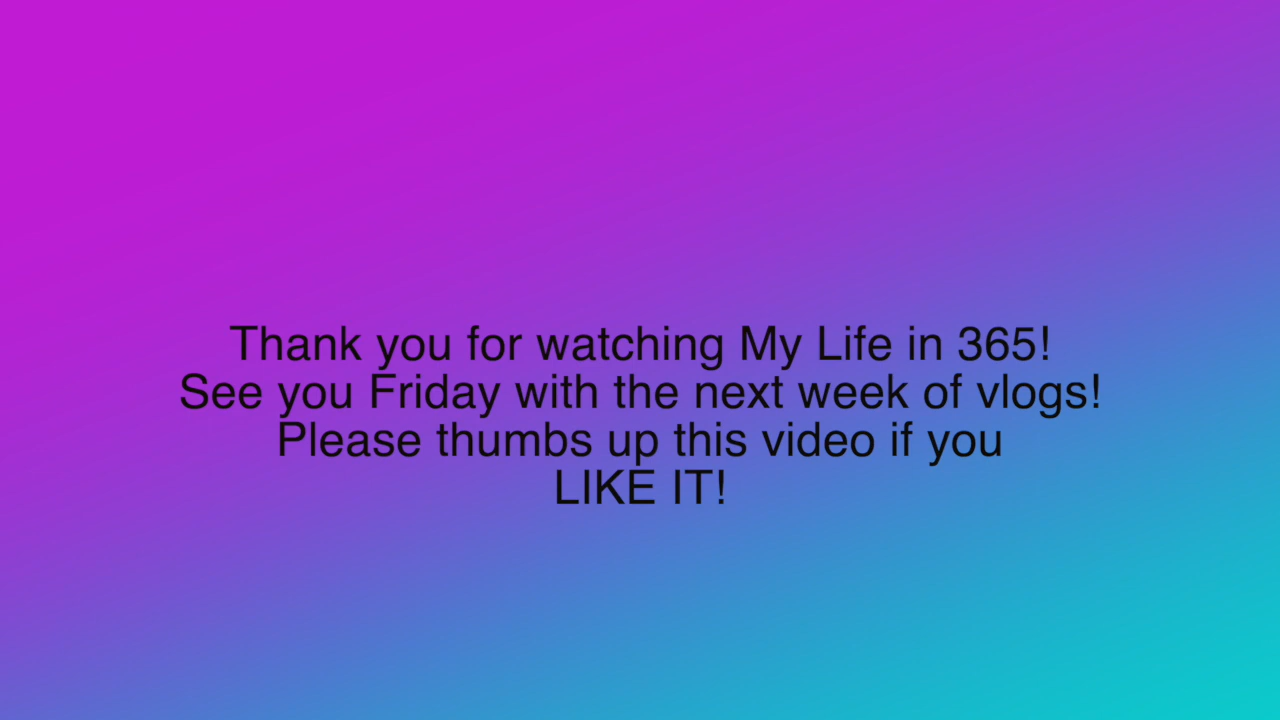 Thank you for watching My Life in 365!
See you Friday with the next week of vlogs!
Please thumbs up this video if you
LIKE IT!